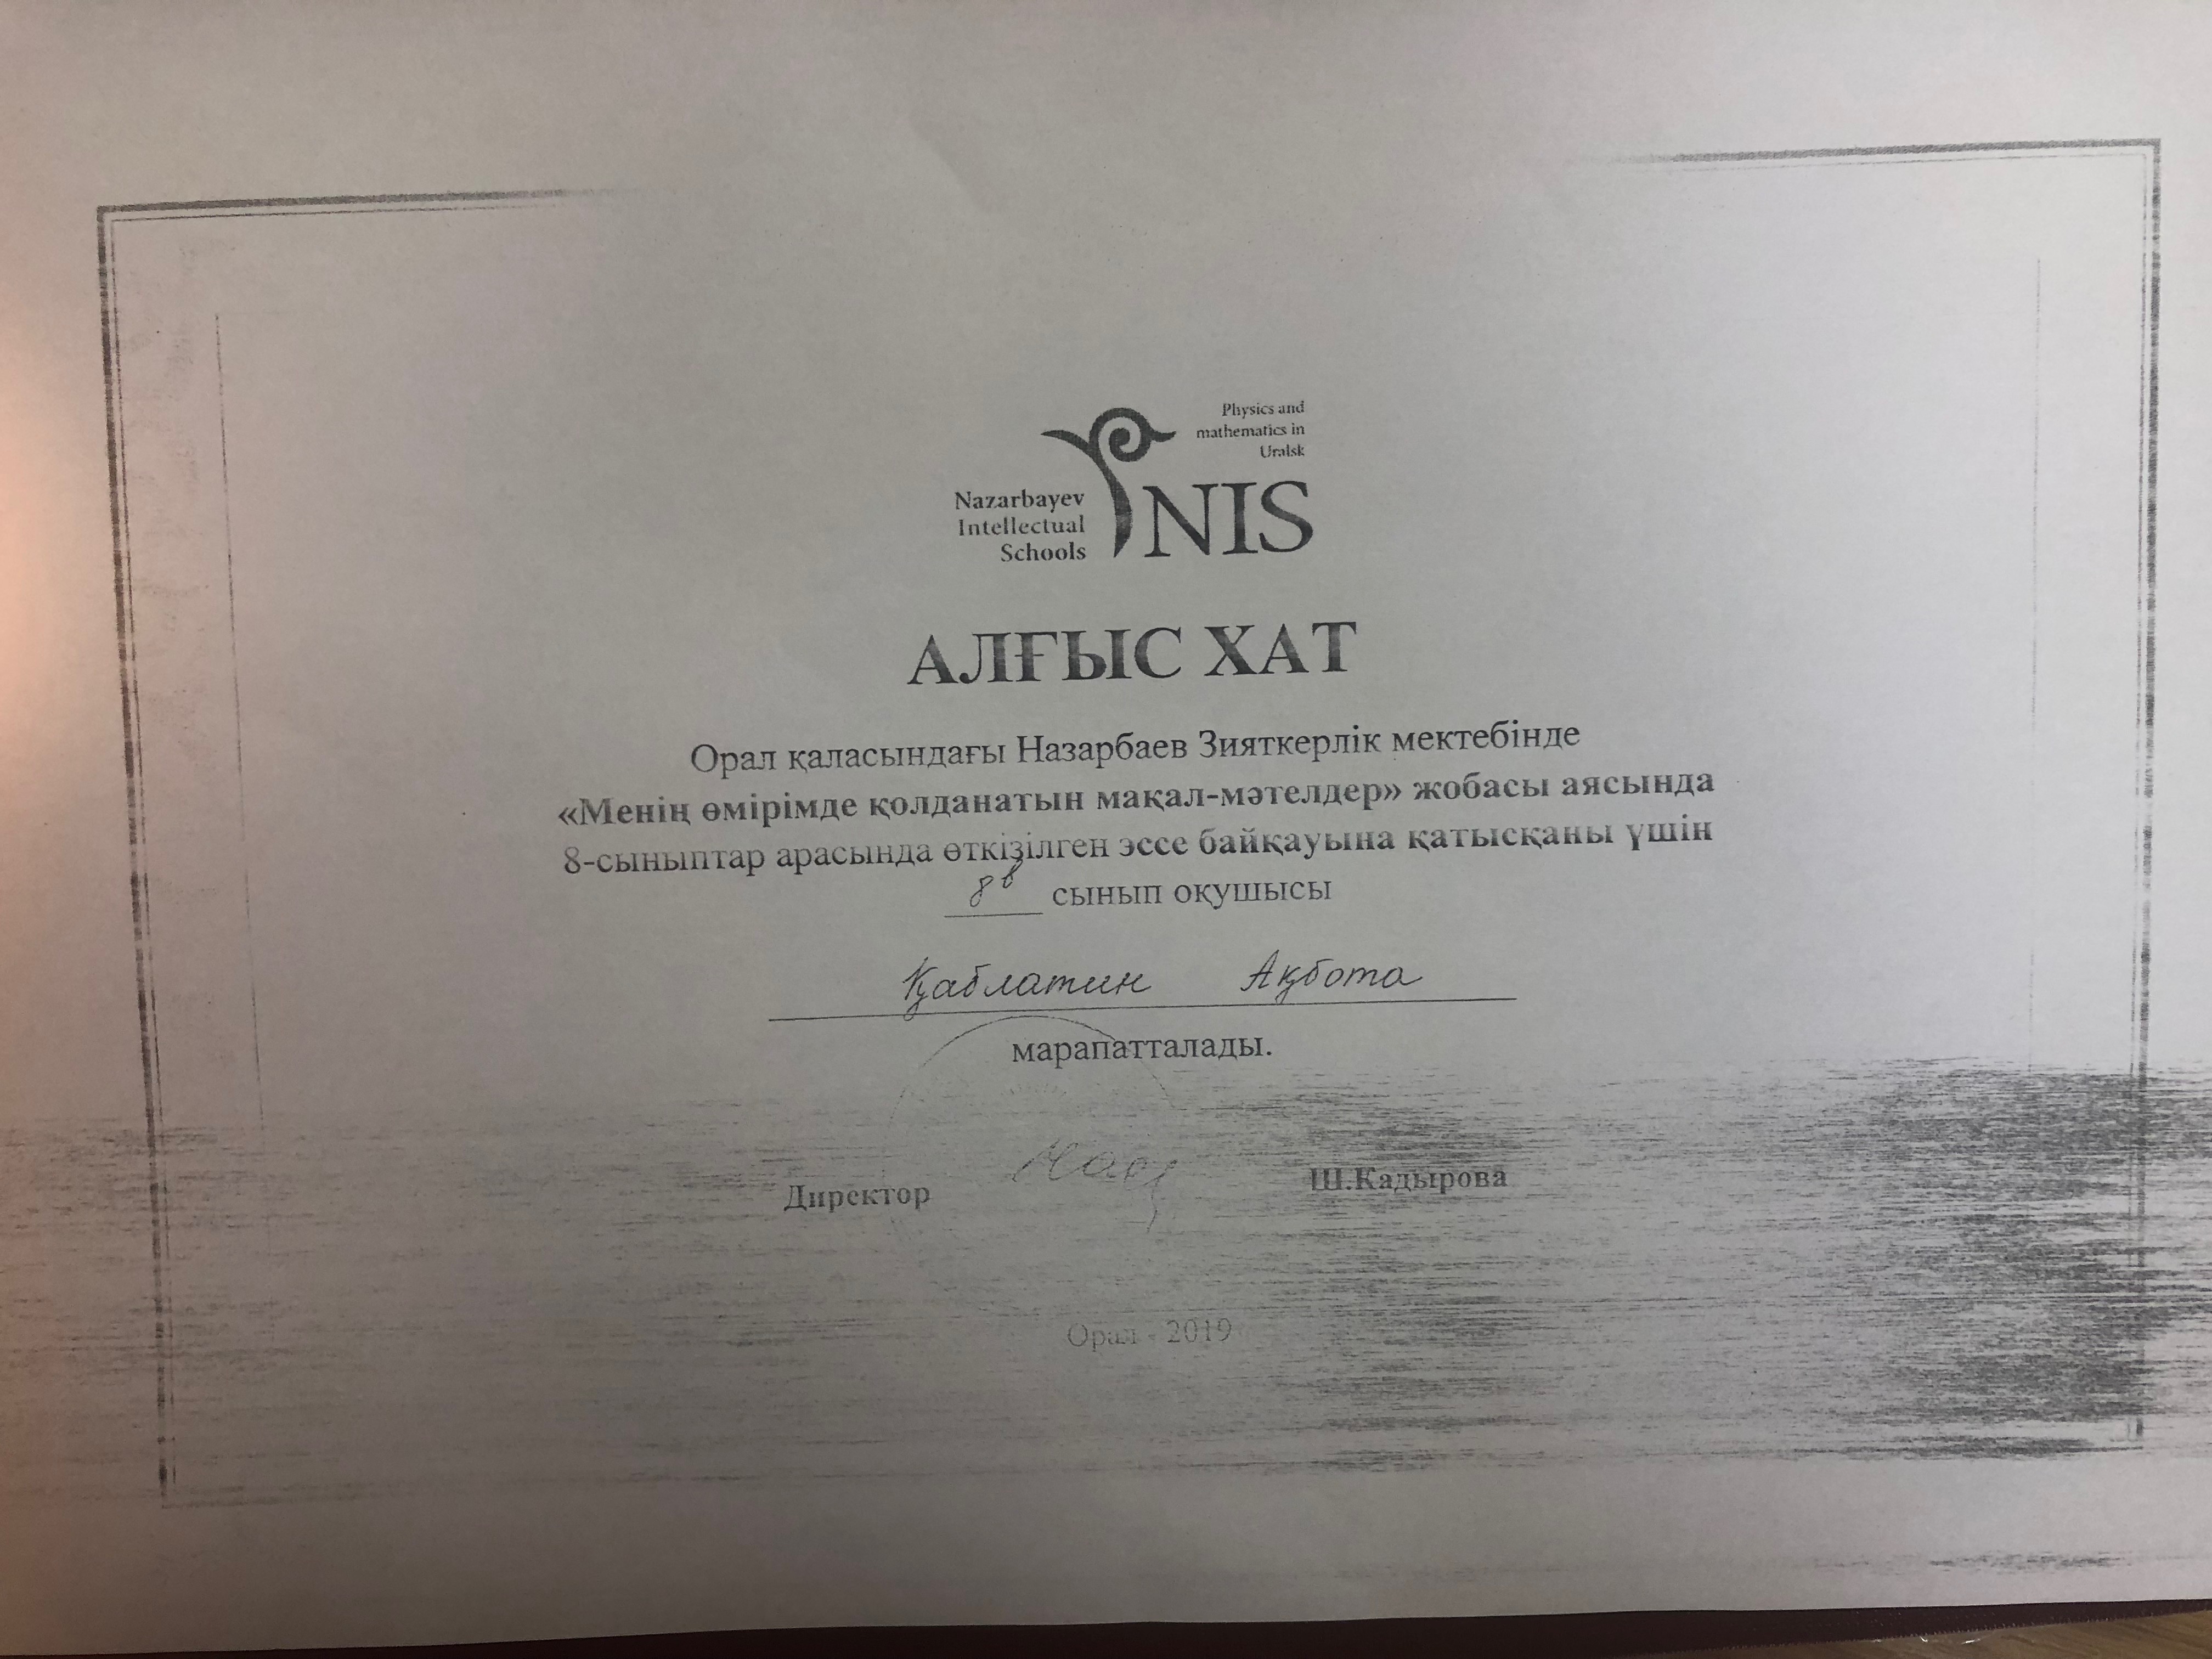 Nazarbayev
Intellectual
Schools
NIS
Physics and
mathematics in
Uralsk
АЛҒЫС ХАТ
Орал қаласындағы Назарбаев Зияткерлік мектебінде
«Менің өмірімде қолданатын мақал-мәтелдер» жобасы аясында
8-сыныптар арасында өткізілген эссе байқауына қатысқаны үшін
8 в сынып оқушысы
Қаблатин Ақбота
марапатталады.
Директор Ш.Кадырова
Орал - 2019